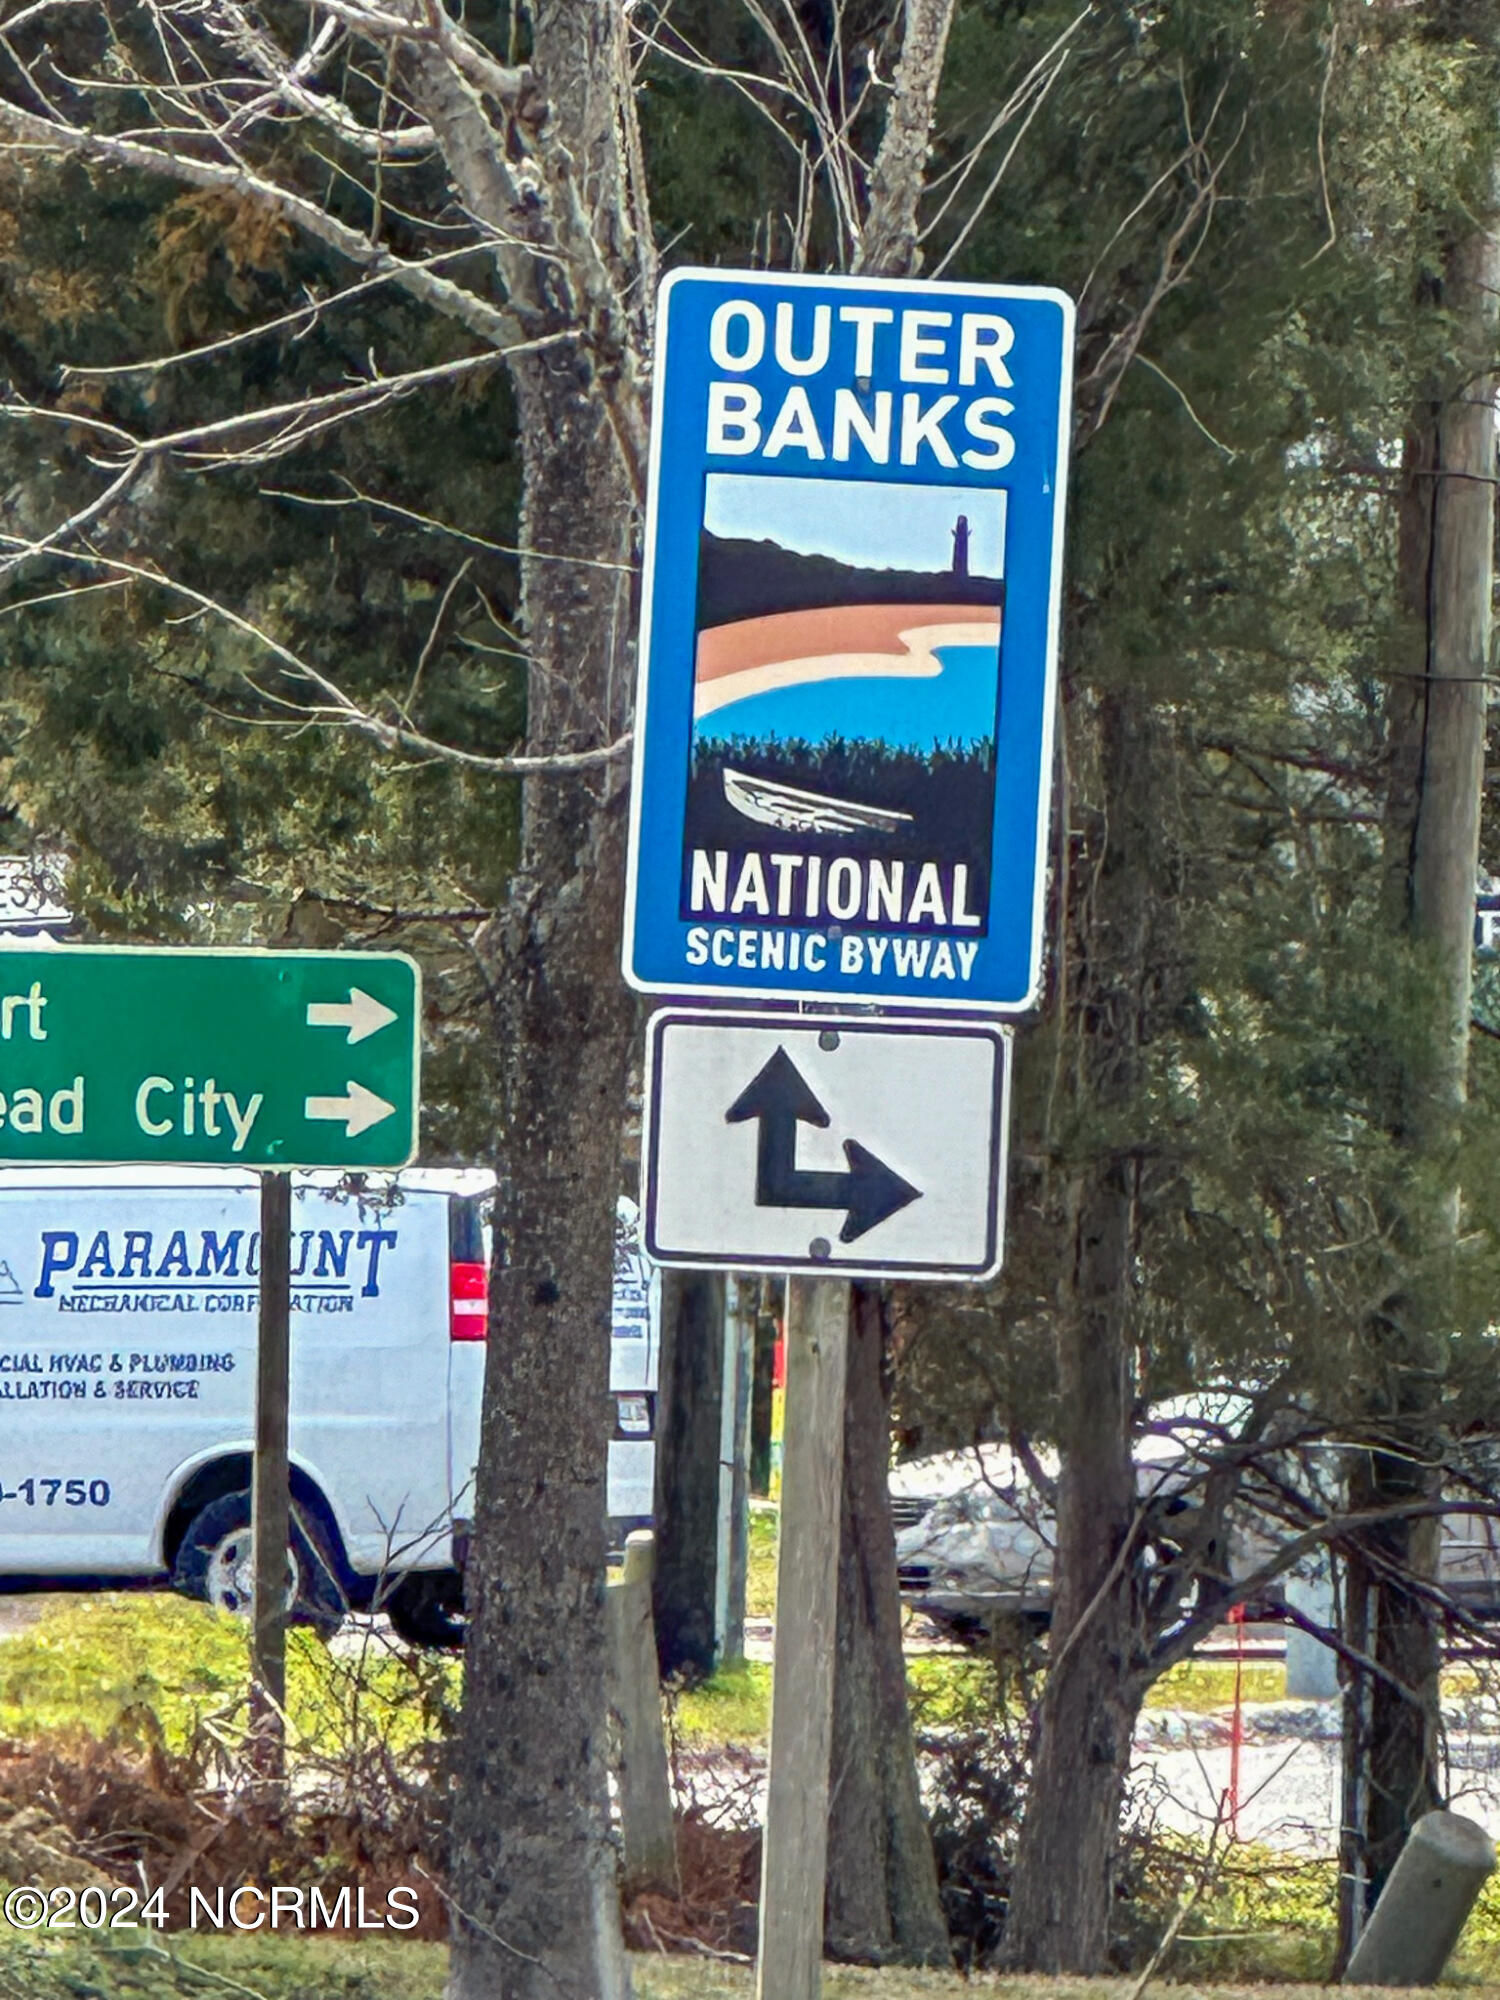 OUTER
BANKS
NATIONAL
SCENIC BYWAY
rt
ead City
PARAMOUNT
MECHANICAL CORPORATION
CIAL HVAC & PLUMBING
ALLATION & SERVICE
-1750
©2024 NCRMLS